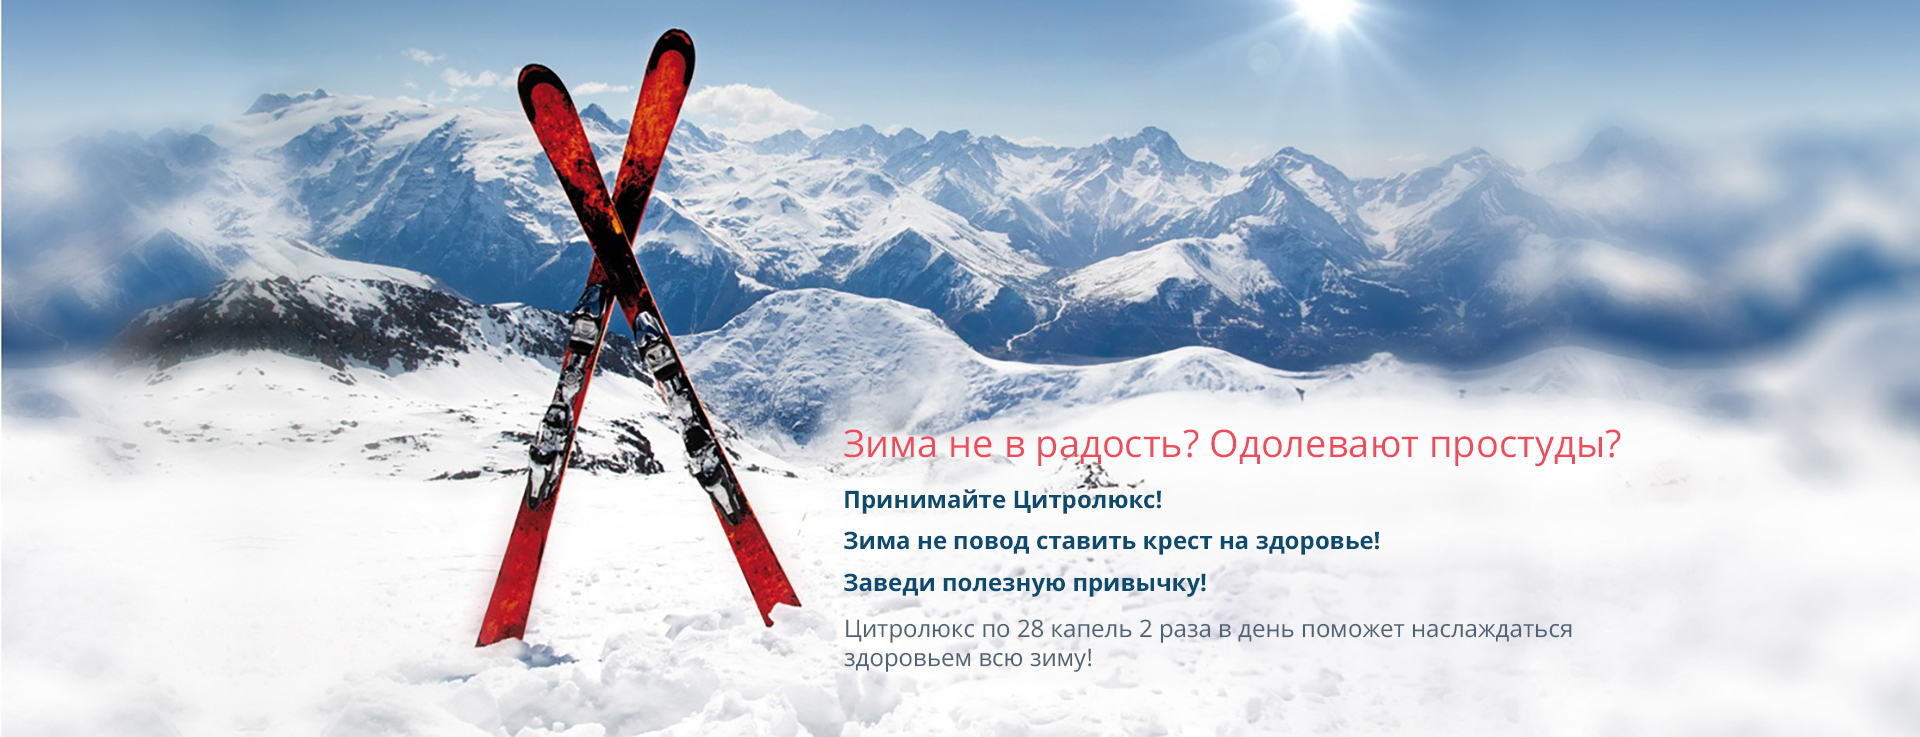 Зима не в радость? Одолевают простуды?
Принимайте Цитролюкс!
Зима не повод ставить крест на здоровье!
Заведи полезную привычку!
Цитролюкс по 28 капель 2 раза в день поможет наслаждаться
здоровьем всю зиму!